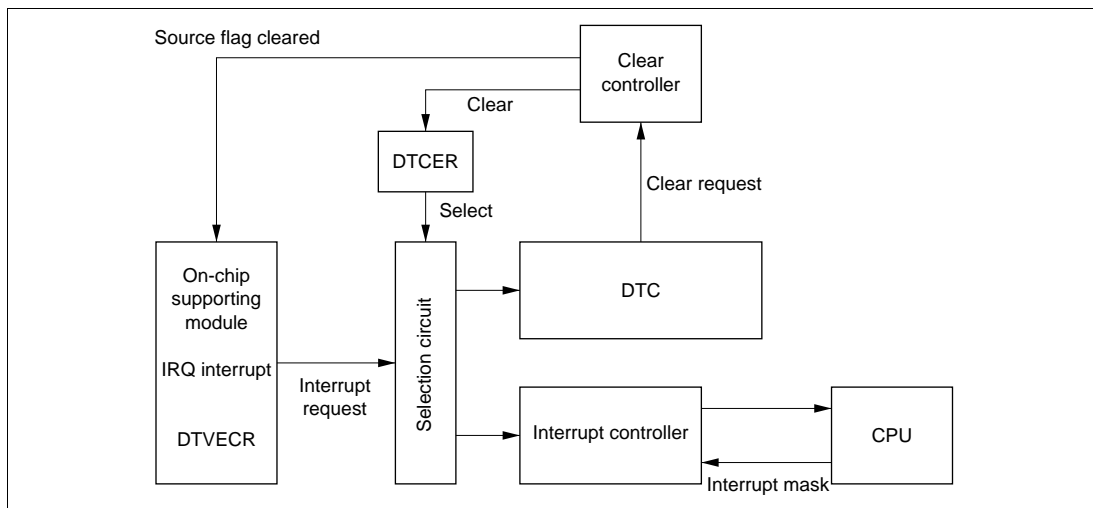 Source flag cleared
Clear
controller
Clear
DTCER
Clear request
Select
On-chip
supporting
module
DTC
Selection circuit
IRQ interrupt
Interrupt
request
DTVECR
Interrupt controller
CPU
Interrupt mask